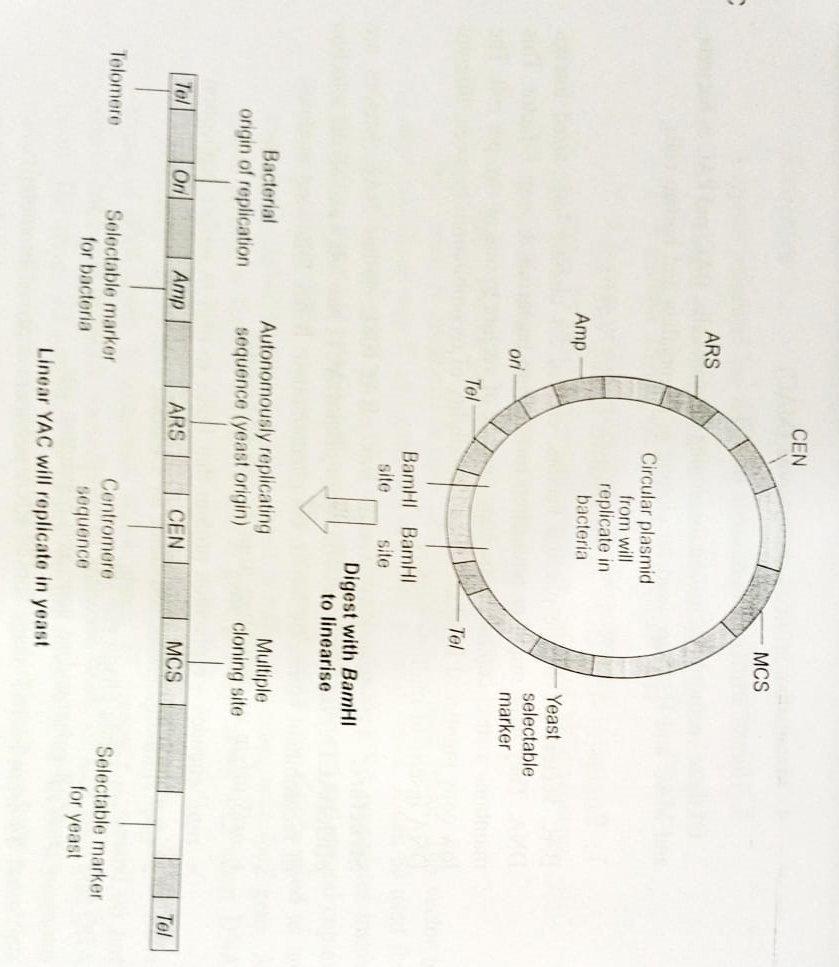 CEN
ARS
MCS
Circular plasmid
from will
replicate in
bacteria
Amp
Yeast
selectable
marker
ori
Tel
Tel
BamHI
site
BamHI
site
Digest with BamHI
to linearise
Bacterial
origin of replication
Autonomously replicating
sequence (yeast origin)
Multiple
cloning site
Tel Ori Amp ARS CEN MCS Tel
Telomere
Selectable marker
for bacteria
Centromere
sequence
Selectable marker
for yeast
Linear YAC will replicate in yeast